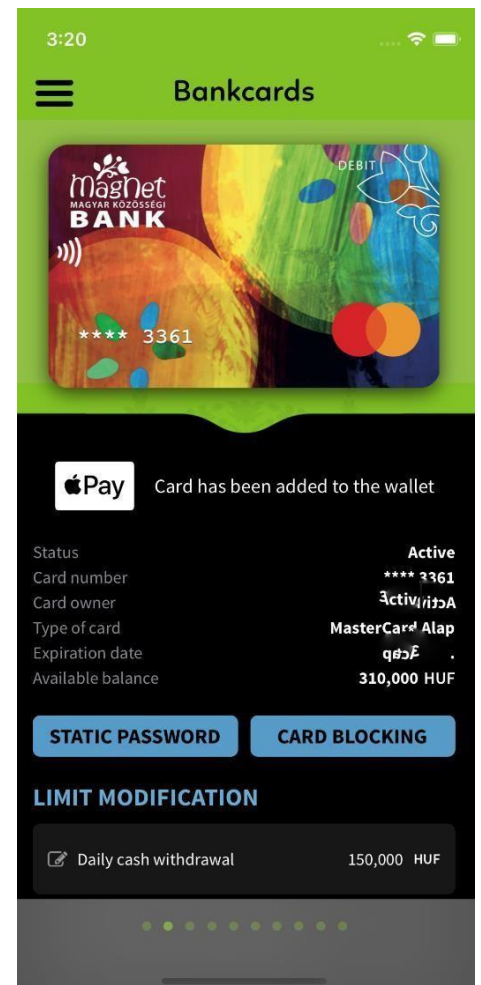 3:20
Bankcards
magnet
MAGYAR KÖZÖSSÉGI
BANK
DEBIT
**** 3361
Pay
Card has been added to the wallet
Status Active
Card number **** 3361
Card owner
Type of card MasterCard Alap
Expiration date
Available balance 310,000 HUF
STATIC PASSWORD
CARD BLOCKING
LIMIT MODIFICATION
Daily cash withdrawal 150,000 HUF